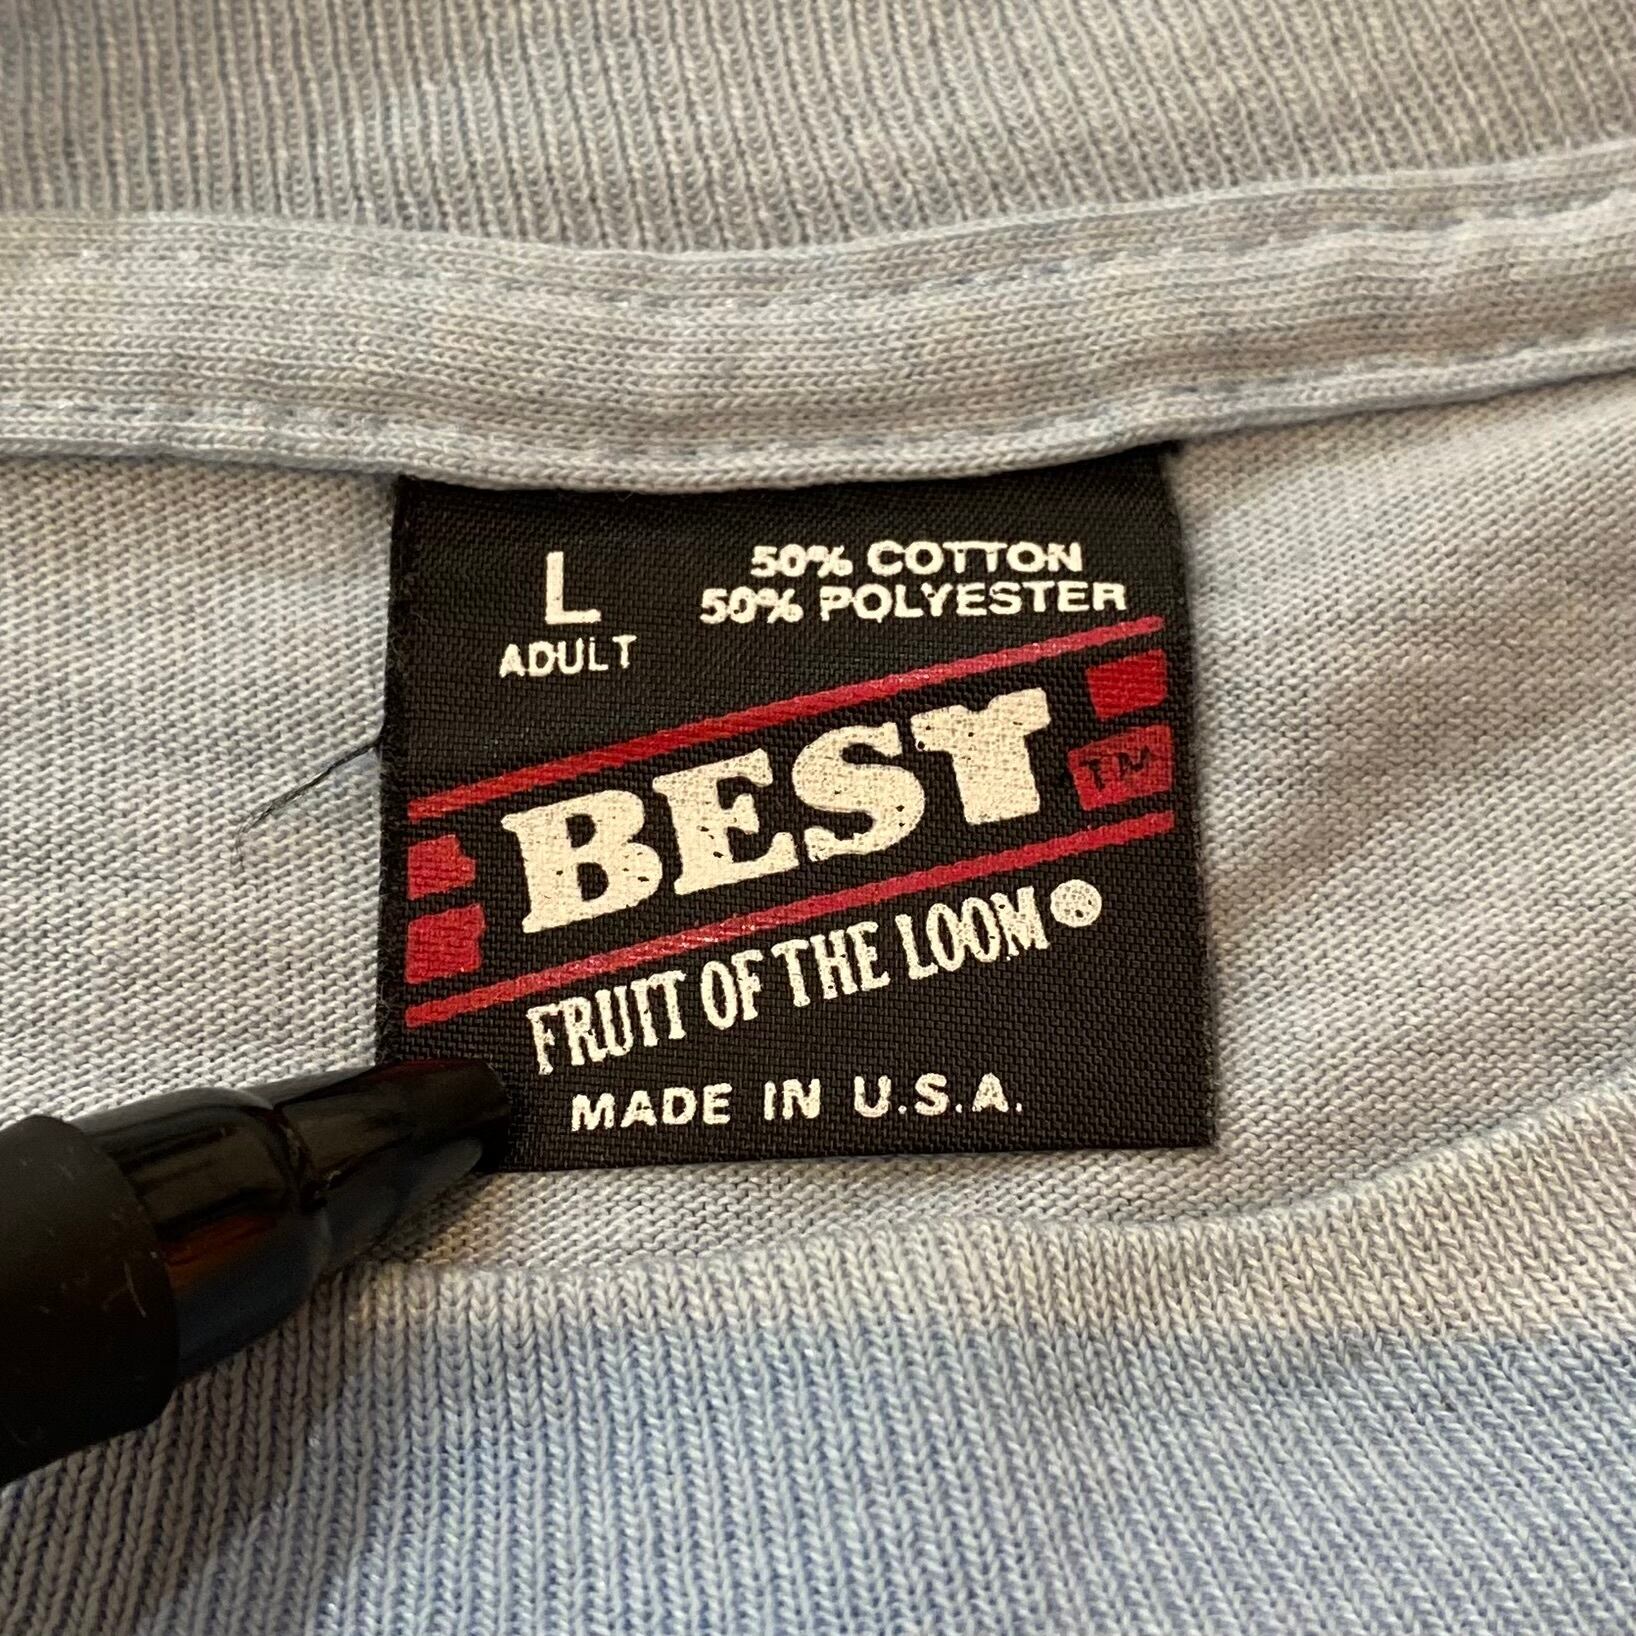 L
ADULT
50% COTTON
50% POLYESTER
BEST
TM
FRUIT OF THE LOOM
MADE IN U.S.A.